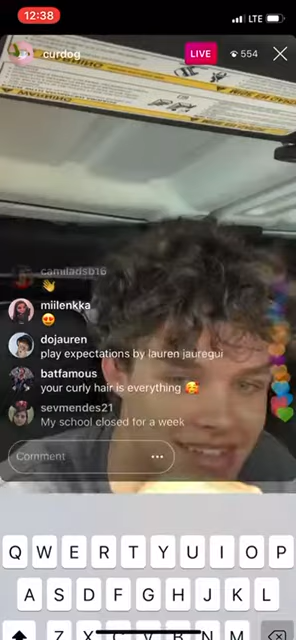 12:38
LTE
curdog
LIVE
554
camiladsb16
👋
miilenkka
😍
dojauren
play expectations by lauren jauregui
batfamous
your curly hair is everything 🥰
sevmendes21
My school closed for a week
Comment
Q W E R T Y U I O P
A S D F G H J K L
Z X C V B N M